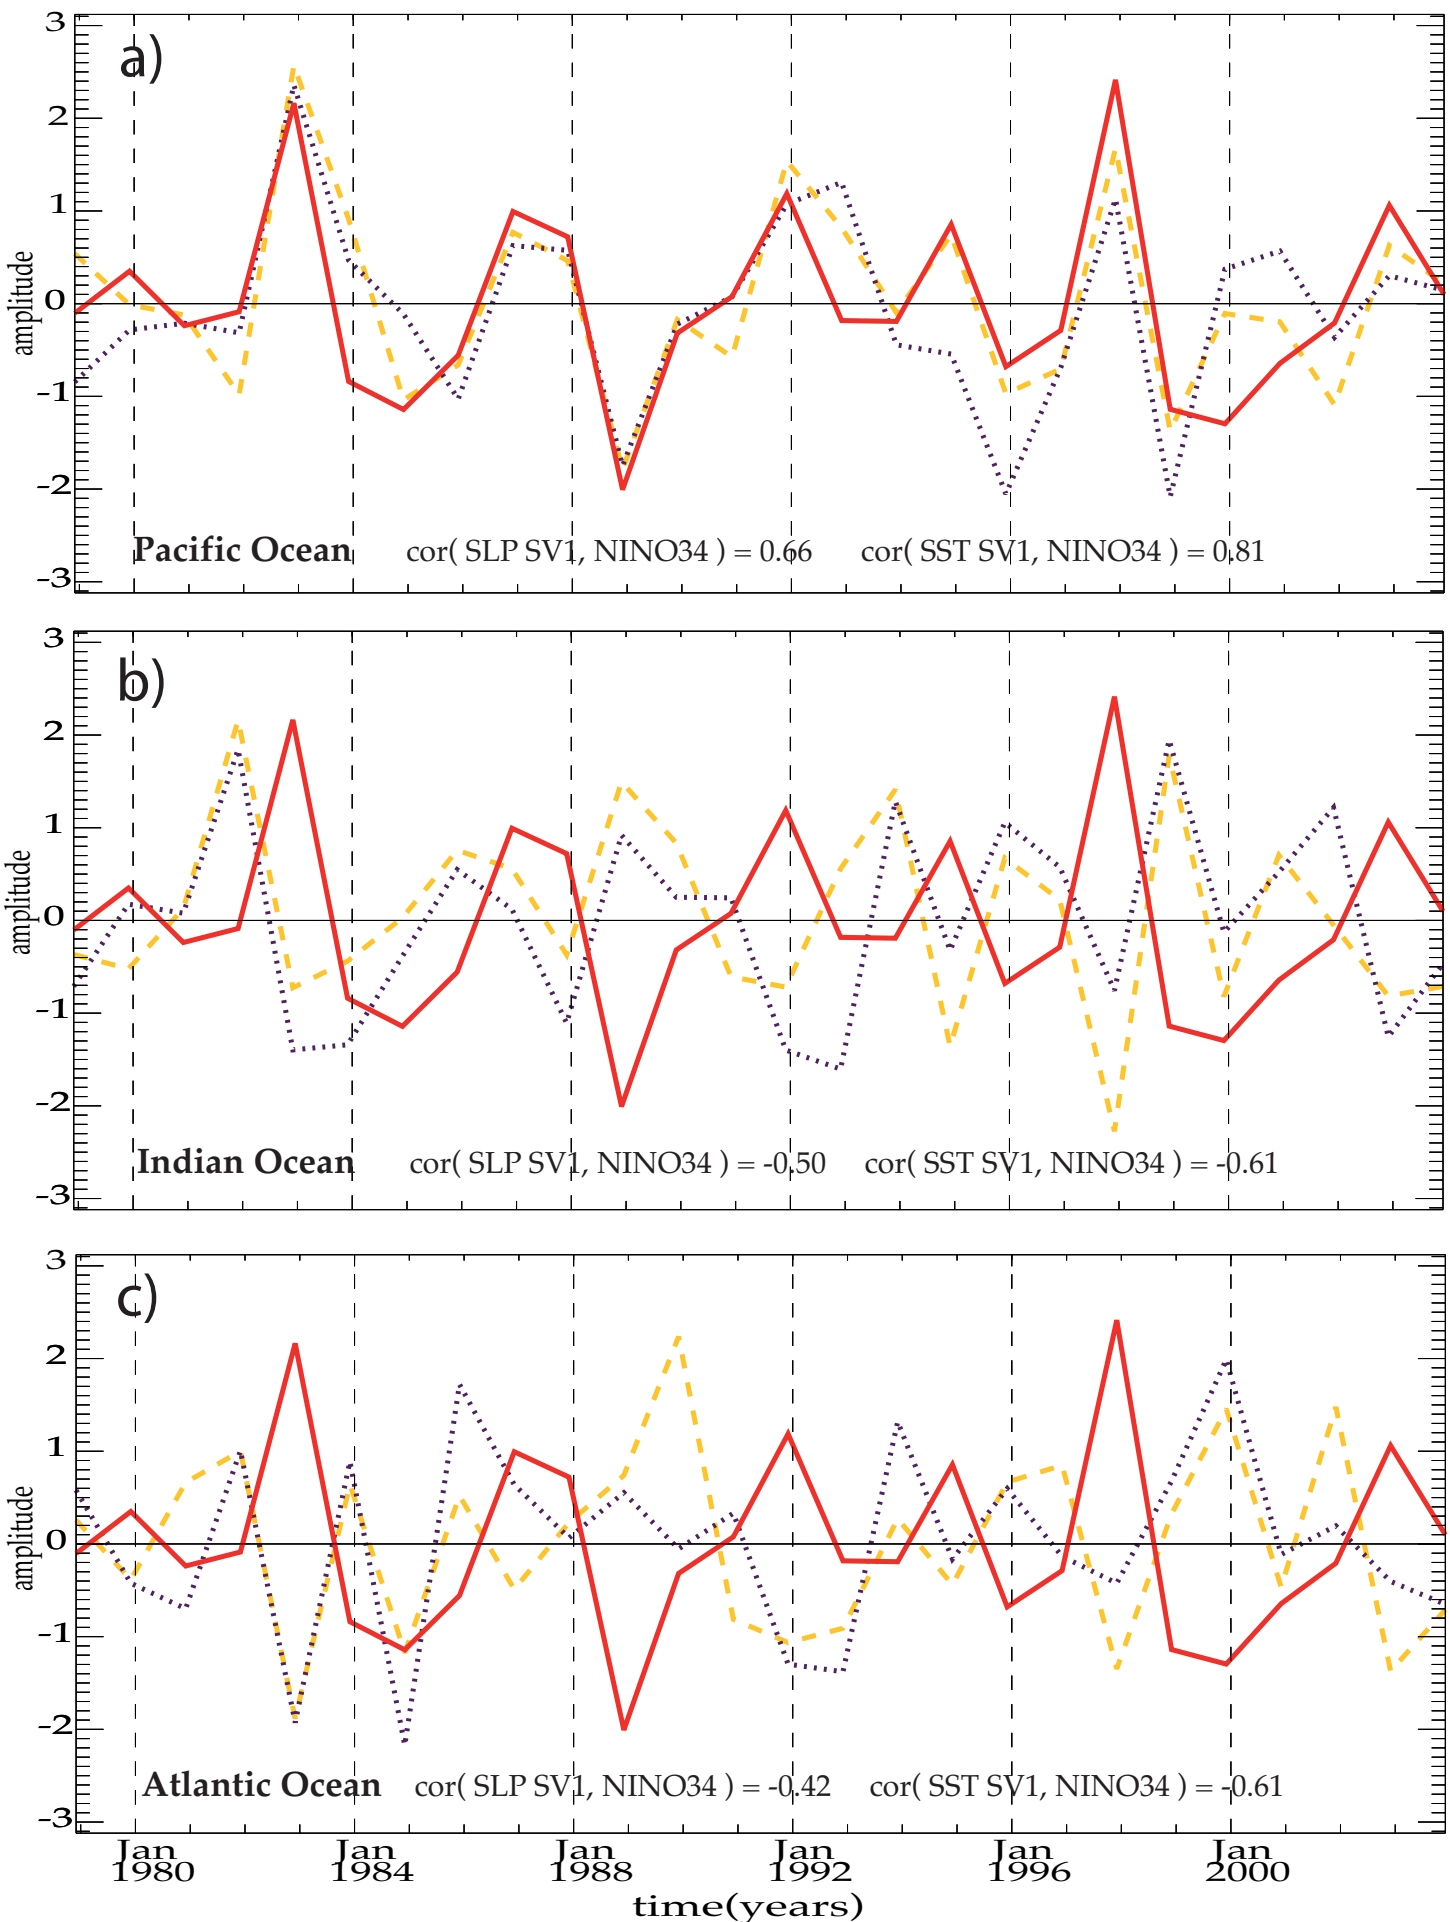 a)
3
2
1
0
-1
-2
-3
amplitude
Pacific Ocean cor( SLP SV1, NINO34 ) = 0.66 cor( SST SV1, NINO34 ) = 0.81
b)
3
2
1
0
-1
-2
-3
amplitude
Indian Ocean cor( SLP SV1, NINO34 ) = -0.50 cor( SST SV1, NINO34 ) = -0.61
c)
3
2
1
0
-1
-2
-3
amplitude
Atlantic Ocean cor( SLP SV1, NINO34 ) = -0.42 cor( SST SV1, NINO34 ) = -0.61
Jan Jan Jan Jan Jan Jan
1980 1984 1988 1992 1996 2000
time(years)